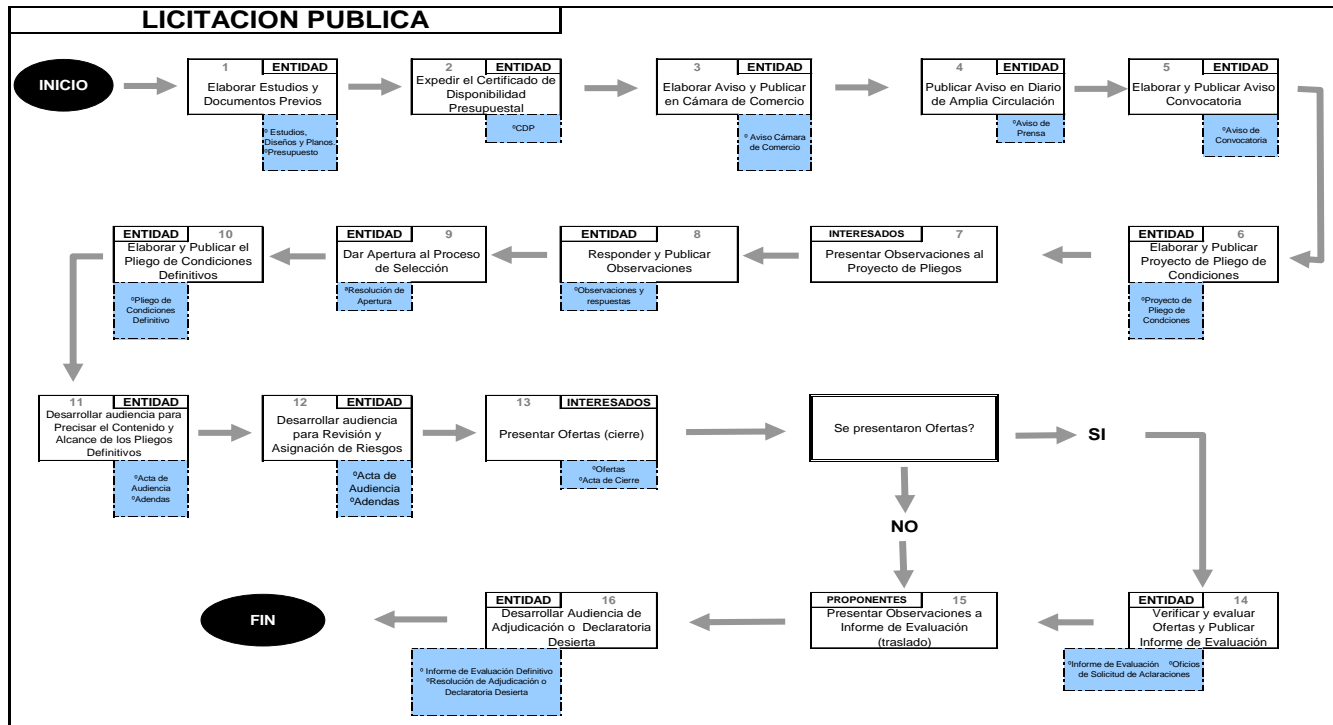 LICITACION PUBLICA
INICIO
1 ENTIDAD
Elaborar Estudios y
Documentos Previos
º Estudios,
Diseños y Planos.
ºPresupuesto
2 ENTIDAD
Expedir el Certificado de
Disponibilidad
Presupuestal
ºCDP
3 ENTIDAD
Elaborar Aviso y Publicar
en Cámara de Comercio
º Aviso Cámara
de Comercio
4 ENTIDAD
Publicar Aviso en Diario
de Amplia Circulación
ºAviso de
Prensa
5 ENTIDAD
Elaborar y Publicar Aviso
Convocatoria
ºAviso de
Convocatoria
ENTIDAD 6
Elaborar y Publicar
Proyecto de Pliego de
Condiciones
ºProyecto de
Pliego de
Condciones
INTERESADOS 7
Presentar Observaciones al
Proyecto de Pliegos
ENTIDAD 8
Responder y Publicar
Observaciones
ºObservaciones y
respuestas
ENTIDAD 9
Dar Apertura al Proceso
de Selección
ªResolución de
Apertura
ENTIDAD 10
Elaborar y Publicar el
Pliego de Condiciones
Definitivos
ºPliego de
Condiciones
Definitivo
11 ENTIDAD
Desarrollar audiencia para
Precisar el Contenido y
Alcance de los Pliegos
Definitivos
ºActa de
Audiencia
ºAdendas
12 ENTIDAD
Desarrollar audiencia
para Revisión y
Asignación de Riesgos
ºActa de
Audiencia
ºAdendas
13 INTERESADOS
Presentar Ofertas (cierre)
ºOfertas
ºActa de Cierre
Se presentaron Ofertas?
SI
NO
ENTIDAD 14
Verificar y evaluar
Ofertas y Publicar
Informe de Evaluación
ºInforme de Evaluación ºOficios
de Solicitud de Aclaraciones
PROPONENTES 15
Presentar Observaciones a
Informe de Evaluación
(traslado)
ENTIDAD 16
Desarrollar Audiencia de
Adjudicación o Declaratoria
Desierta
º Informe de Evaluación Definitivo
ºResolución de Adjudicación o
Declaratoria Desierta
FIN